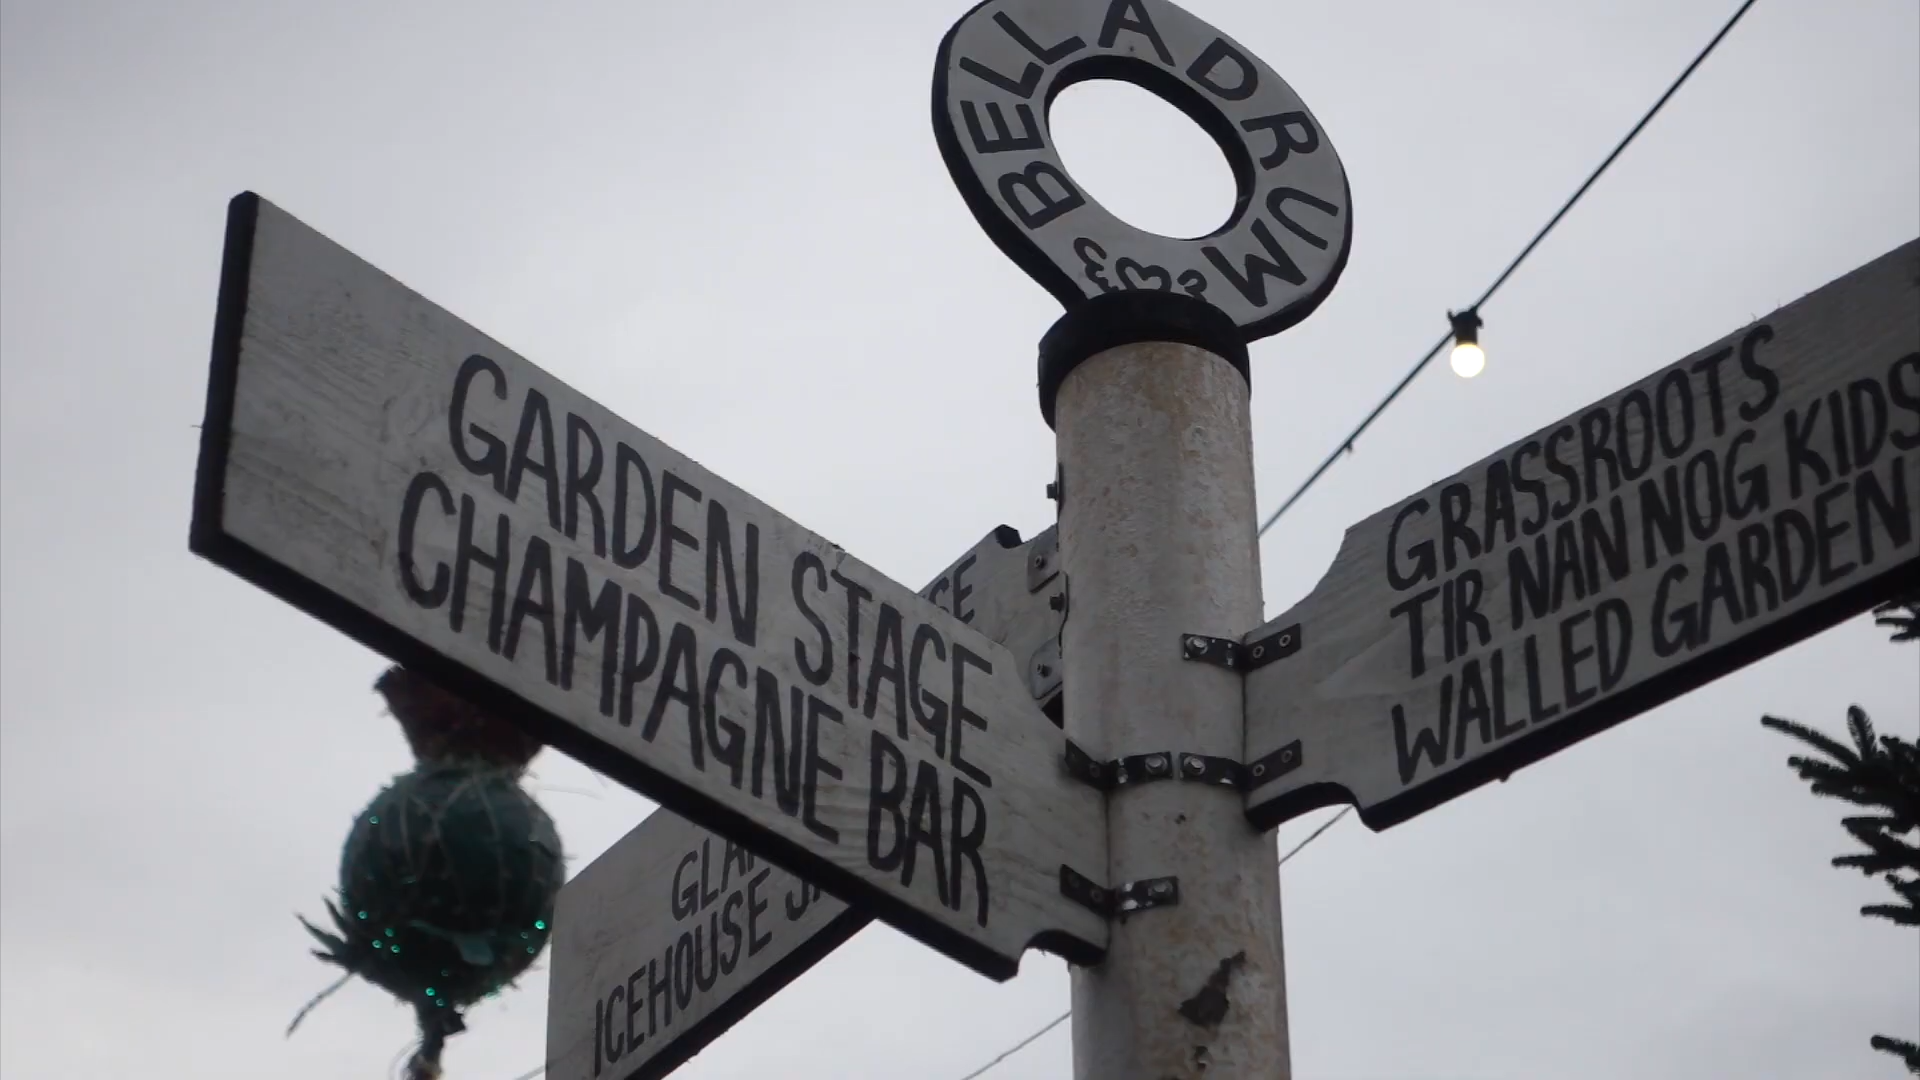 BELLADRUM
GARDEN STAGE
CHAMPAGNE BAR
GRASSROOTS
TIR NAN NOG KIDS
WALLED GARDEN
ICEHOUSE